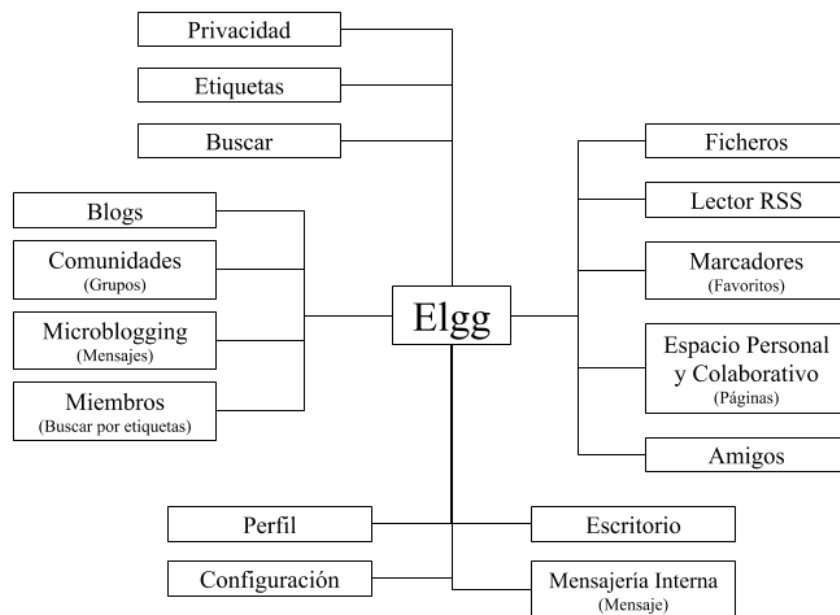 Privacidad
Etiquetas
Buscar
Blogs
Comunidades
(Grupos)
Microblogging
(Mensajes)
Miembros
(Buscar por etiquetas)
Elgg
Ficheros
Lector RSS
Marcadores
(Favoritos)
Espacio Personal
y Colaborativo
(Páginas)
Amigos
Perfil
Configuración
Escritorio
Mensajería Interna
(Mensaje)